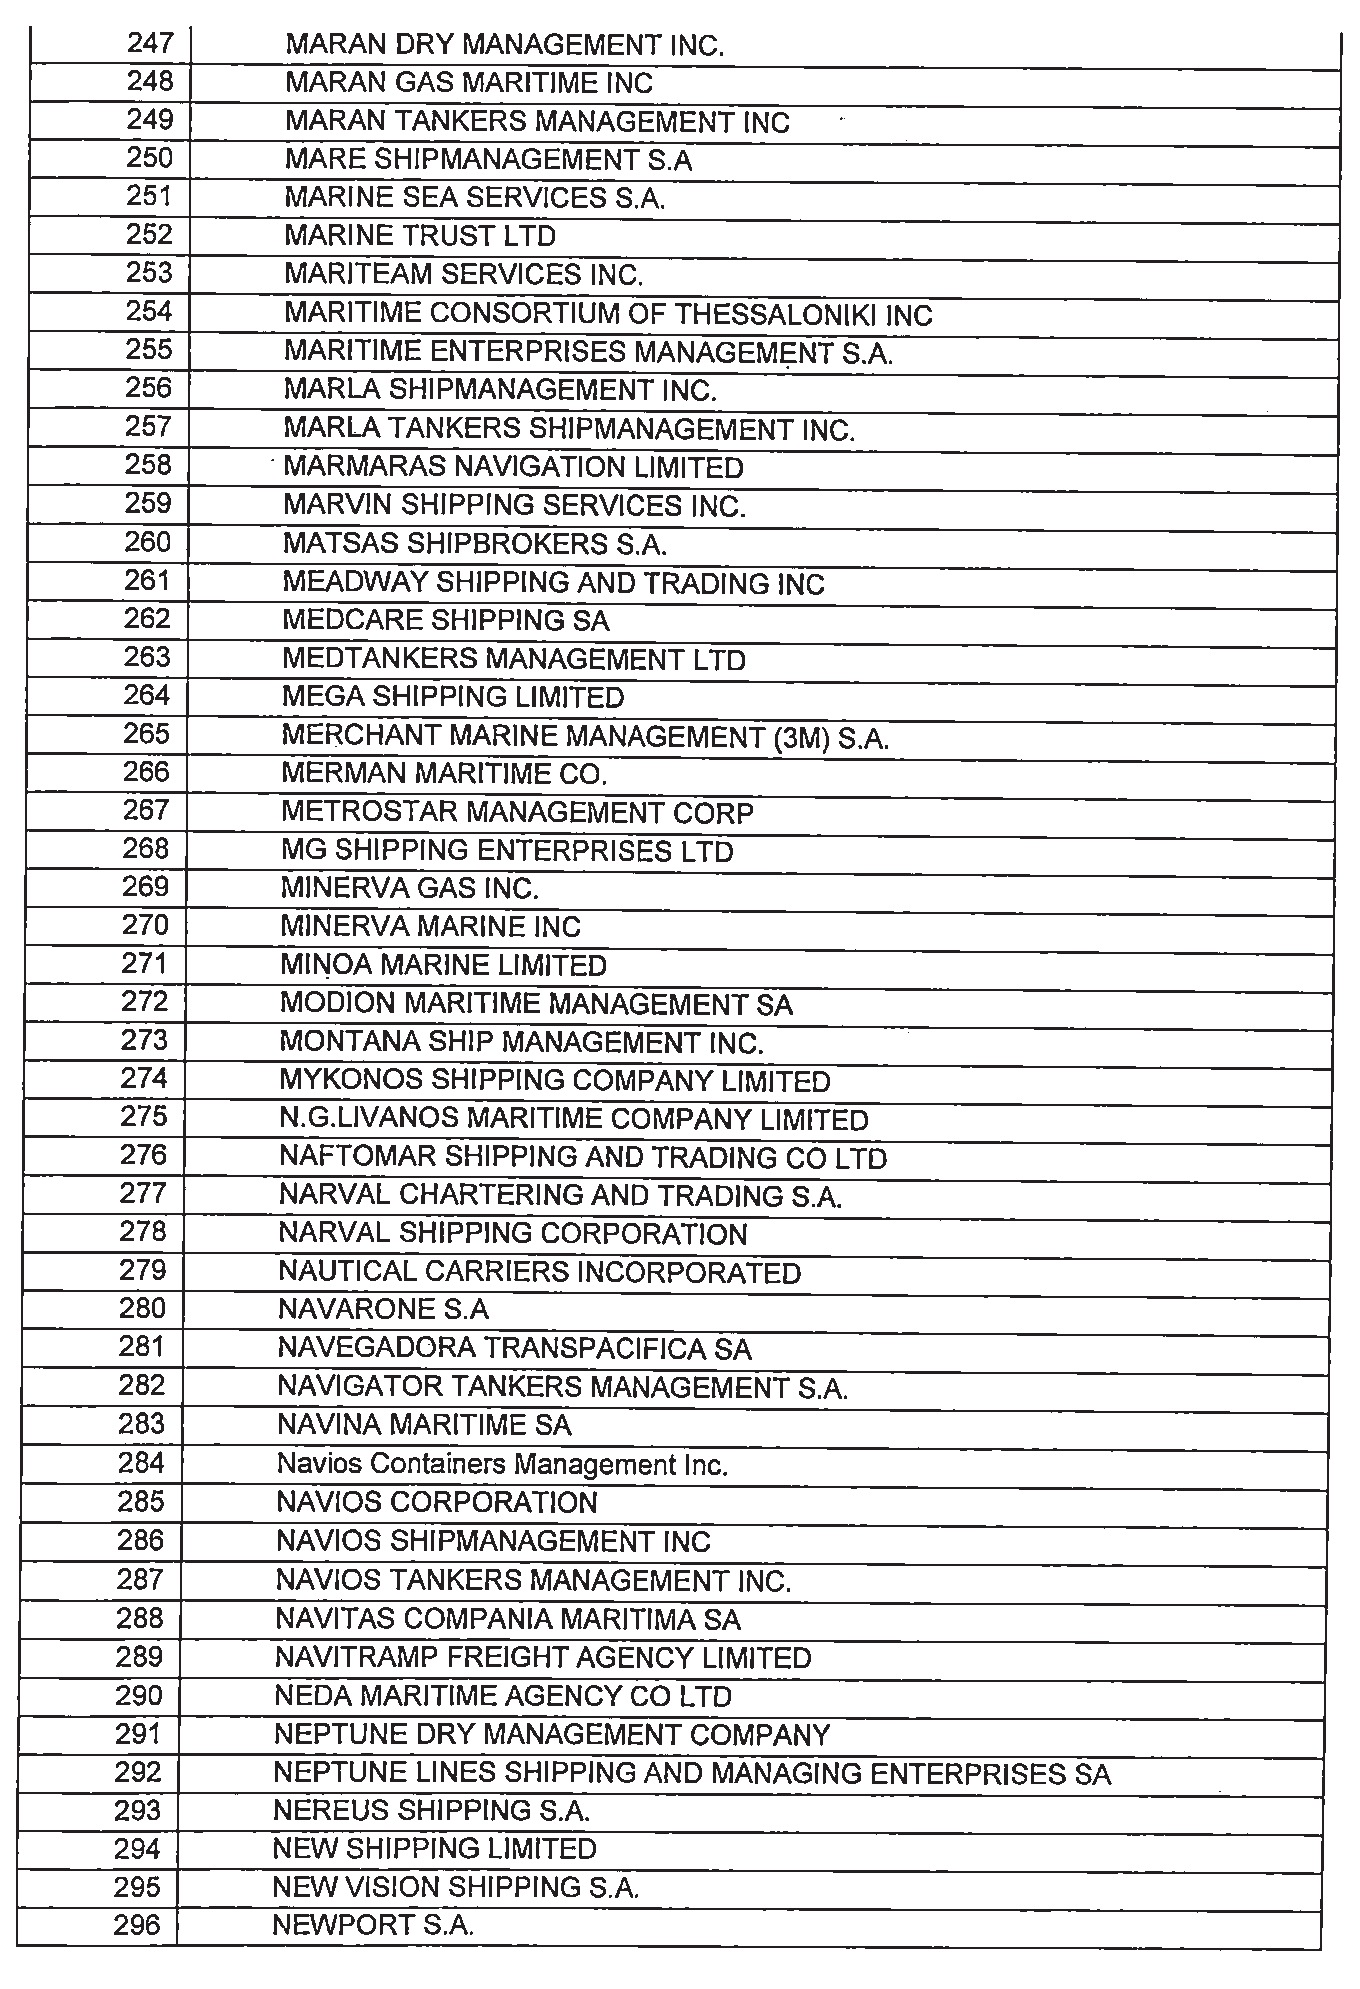 247 MARAN DRY MANAGEMENT INC.
248 MARAN GAS MARITIME INC
249 MARAN TANKERS MANAGEMENT INC
250 MARE SHIPMANAGEMENT S.A
251 MARINE SEA SERVICES S.A.
252 MARINE TRUST LTD
253 MARITEAM SERVICES INC.
254 MARITIME CONSORTIUM OF THESSALONIKI INC
255 MARITIME ENTERPRISES MANAGEMENT S.A.
256 MARLA SHIPMANAGEMENT INC.
257 MARLA TANKERS SHIPMANAGEMENT INC.
258 MARMARAS NAVIGATION LIMITED
259 MARVIN SHIPPING SERVICES INC.
260 MATSAS SHIPBROKERS S.A.
261 MEADWAY SHIPPING AND TRADING INC
262 MEDCARE SHIPPING SA
263 MEDTANKERS MANAGEMENT LTD
264 MEGA SHIPPING LIMITED
265 MERCHANT MARINE MANAGEMENT (3M) S.A.
266 MERMAN MARITIME CO.
267 METROSTAR MANAGEMENT CORP
268 MG SHIPPING ENTERPRISES LTD
269 MINERVA GAS INC.
270 MINERVA MARINE INC
271 MINOA MARINE LIMITED
272 MODION MARITIME MANAGEMENT SA
273 MONTANA SHIP MANAGEMENT INC.
274 MYKONOS SHIPPING COMPANY LIMITED
275 N.G.LIVANOS MARITIME COMPANY LIMITED
276 NAFTOMAR SHIPPING AND TRADING CO LTD
277 NARVAL CHARTERING AND TRADING S.A.
278 NARVAL SHIPPING CORPORATION
279 NAUTICAL CARRIERS INCORPORATED
280 NAVARONE S.A
281 NAVEGADORA TRANSPACIFICA SA
282 NAVIGATOR TANKERS MANAGEMENT S.A.
283 NAVINA MARITIME SA
284 Navios Containers Management Inc.
285 NAVIOS CORPORATION
286 NAVIOS SHIPMANAGEMENT INC
287 NAVIOS TANKERS MANAGEMENT INC.
288 NAVITAS COMPANIA MARITIMA SA
289 NAVITRAMP FREIGHT AGENCY LIMITED
290 NEDA MARITIME AGENCY CO LTD
291 NEPTUNE DRY MANAGEMENT COMPANY
292 NEPTUNE LINES SHIPPING AND MANAGING ENTERPRISES SA
293 NEREUS SHIPPING S.A.
294 NEW SHIPPING LIMITED
295 NEW VISION SHIPPING S.A.
296 NEWPORT S.A.